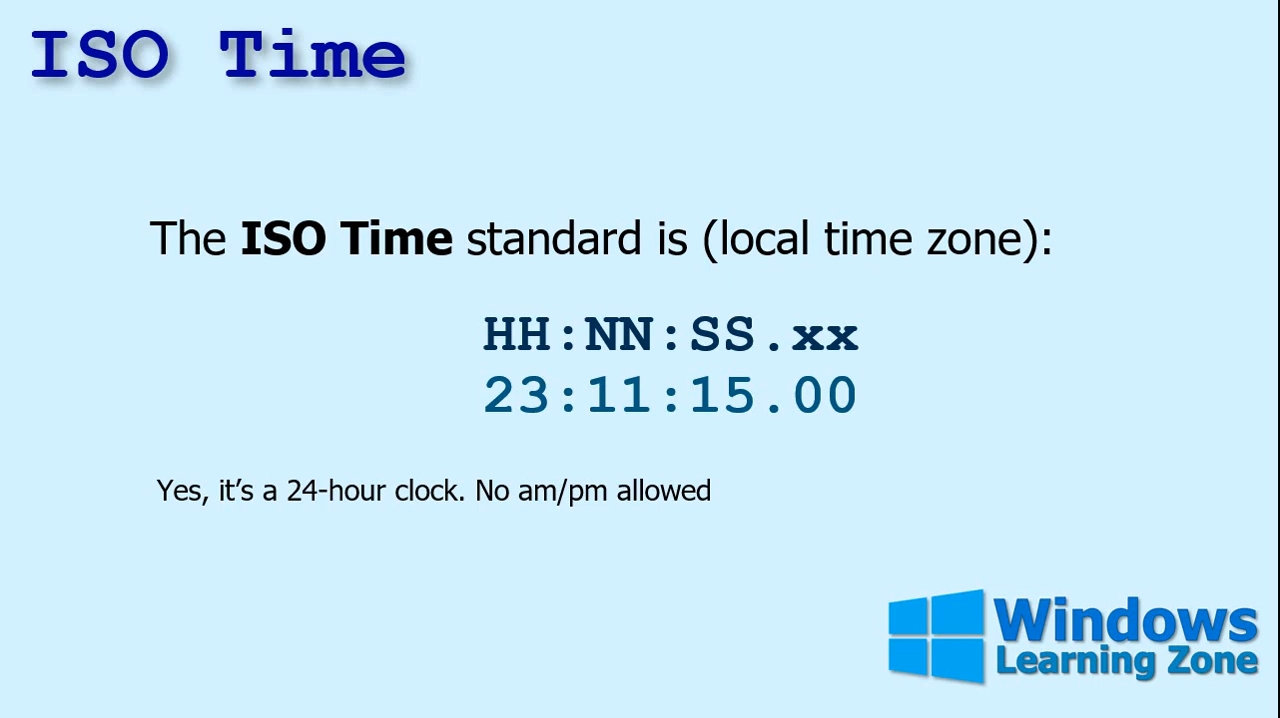 ISO Time
The ISO Time standard is (local time zone):
HH:NN:SS.xx
23:11:15.00
Yes, it’s a 24-hour clock. No am/pm allowed
Windows
Learning Zone